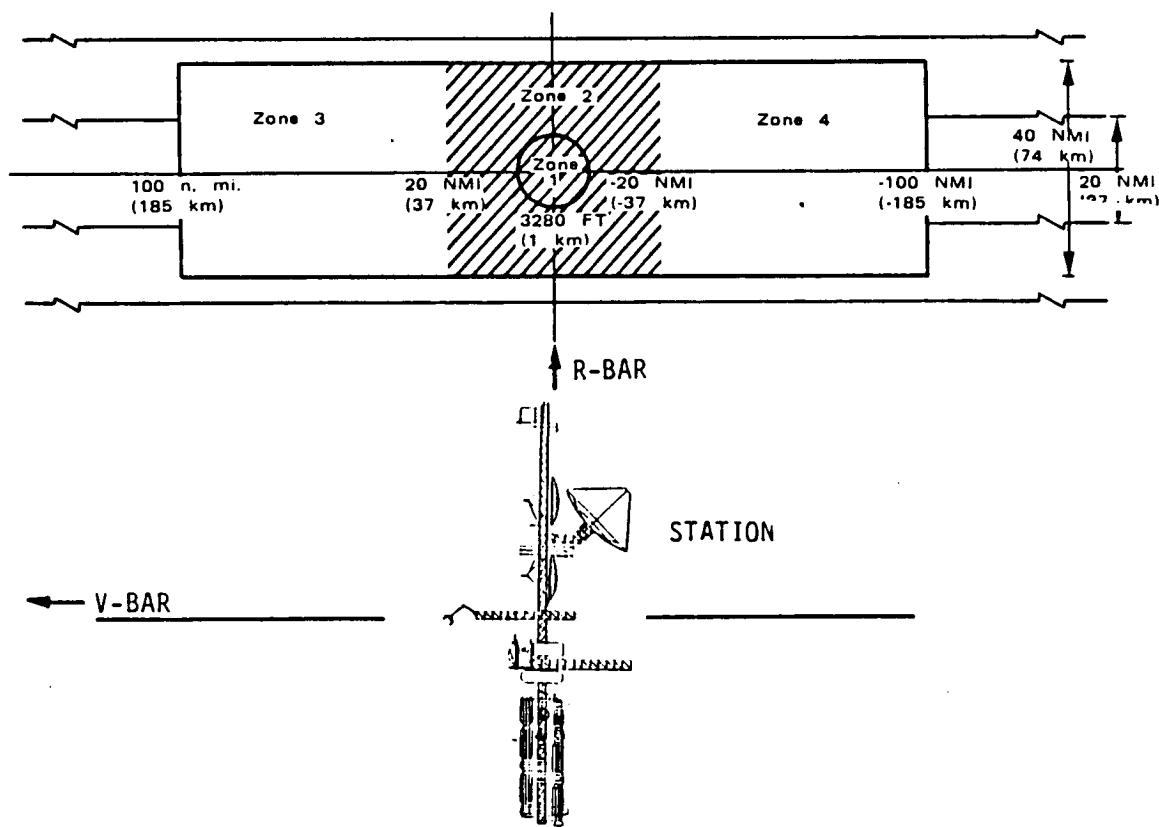 Zone 2
Zone 3
Zone 4
Zone
1
40 NMI
(74 km)
100 n. mi.
(185 km)
20 NMI
(37 km)
3280 FT
(1 km)
-20 NMI
(-37 km)
-100 NMI
(-185 km)
20 NMI
R-BAR
STATION
V-BAR